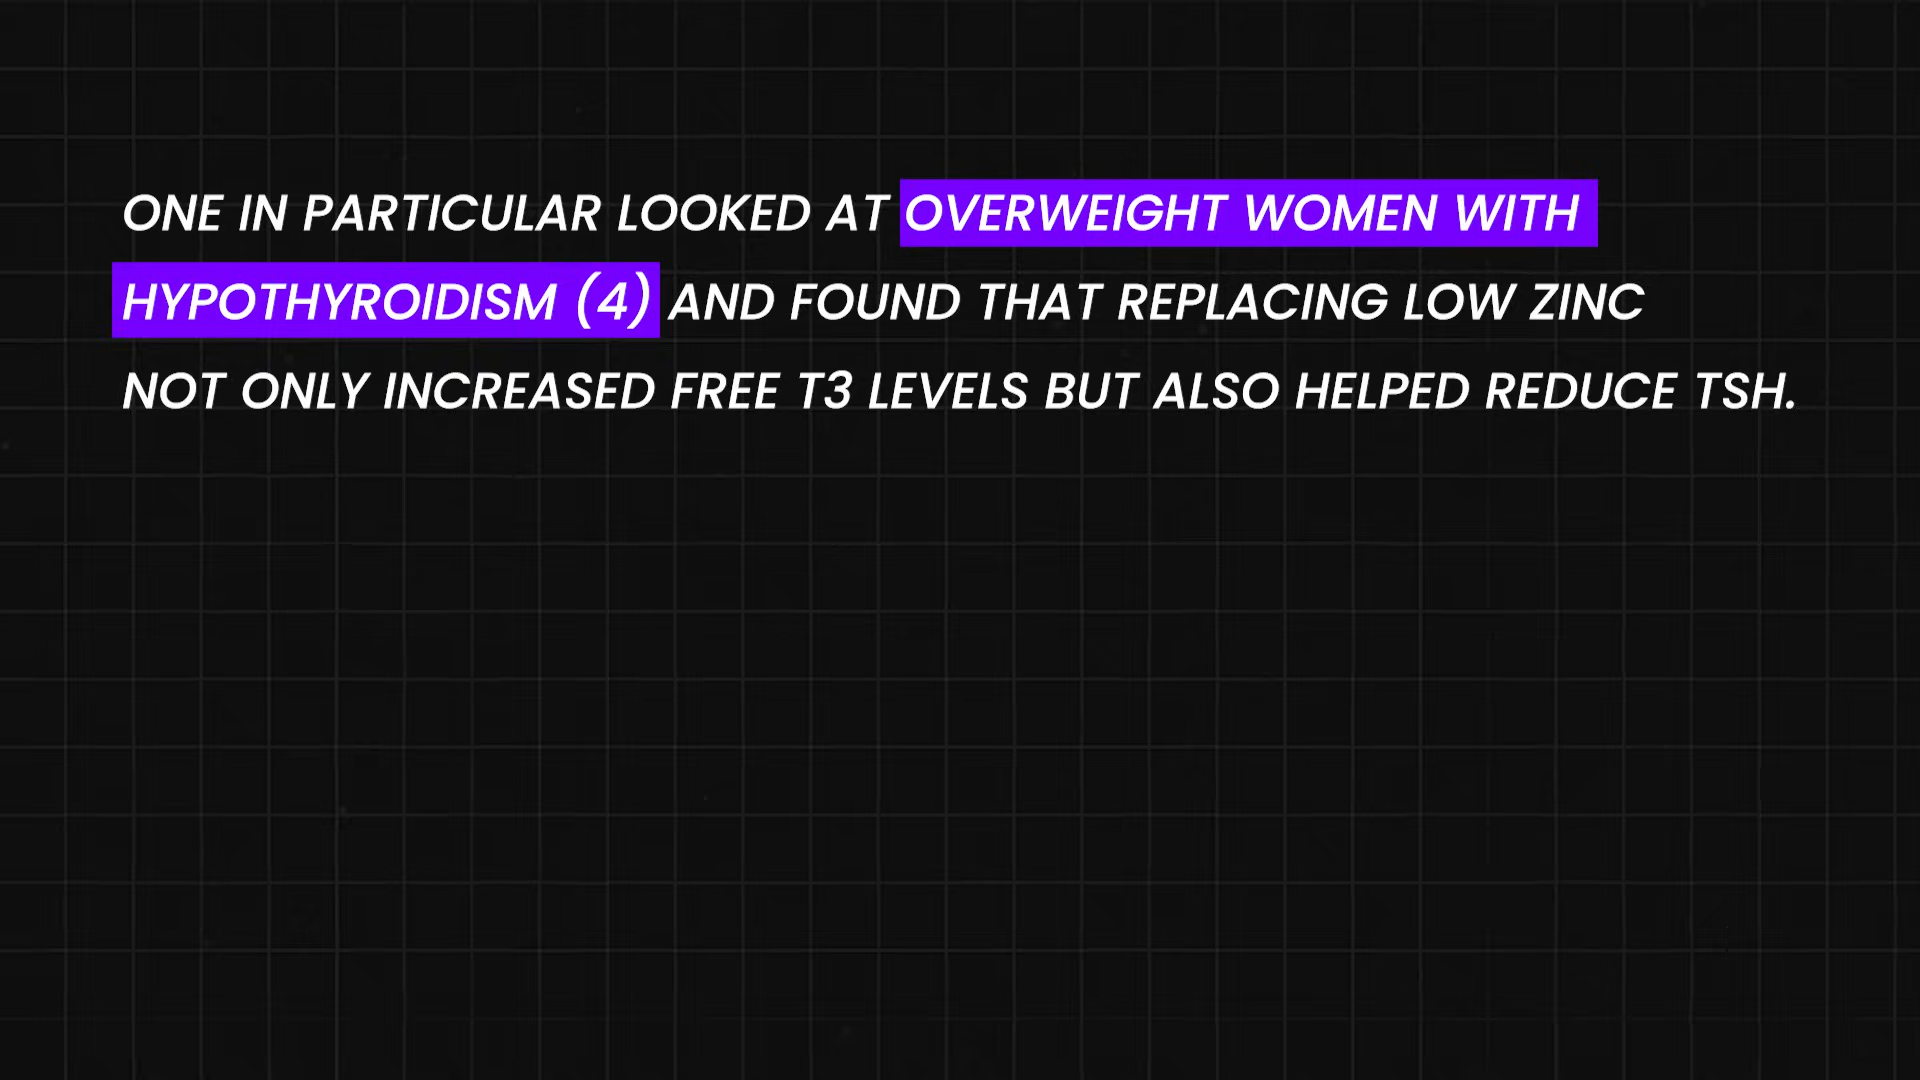 ONE IN PARTICULAR LOOKED AT OVERWEIGHT WOMEN WITH
HYPOTHYROIDISM (4) AND FOUND THAT REPLACING LOW ZINC
NOT ONLY INCREASED FREE T3 LEVELS BUT ALSO HELPED REDUCE TSH.